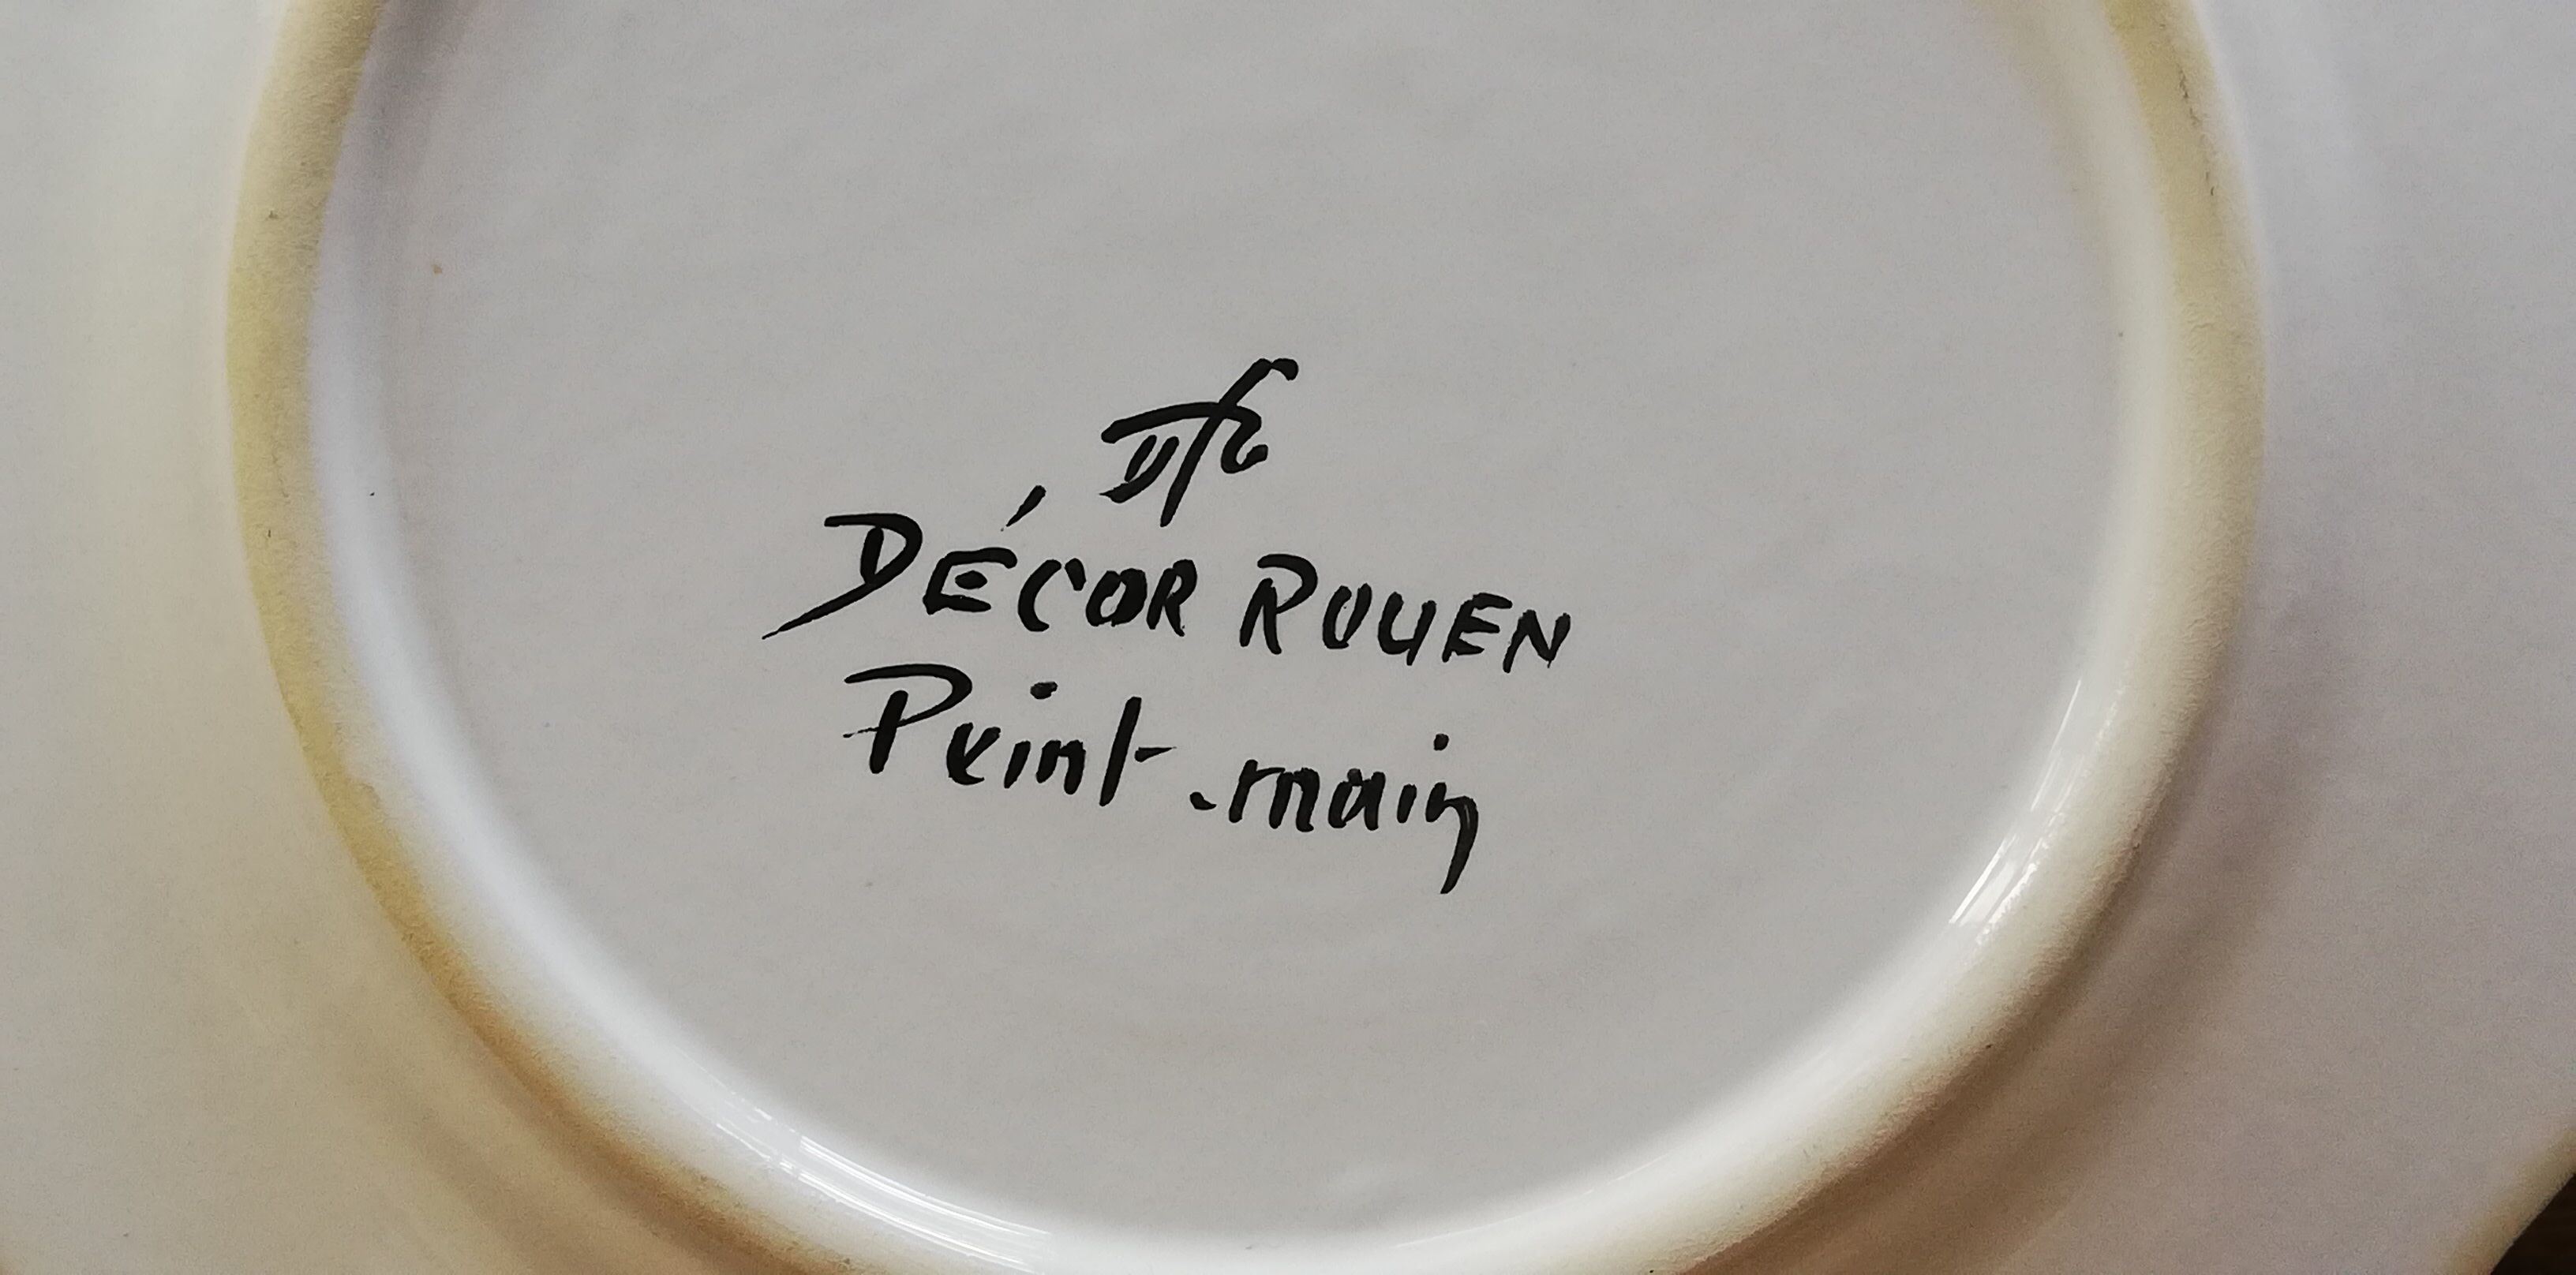 DÉCOR ROUEN
Peint-main